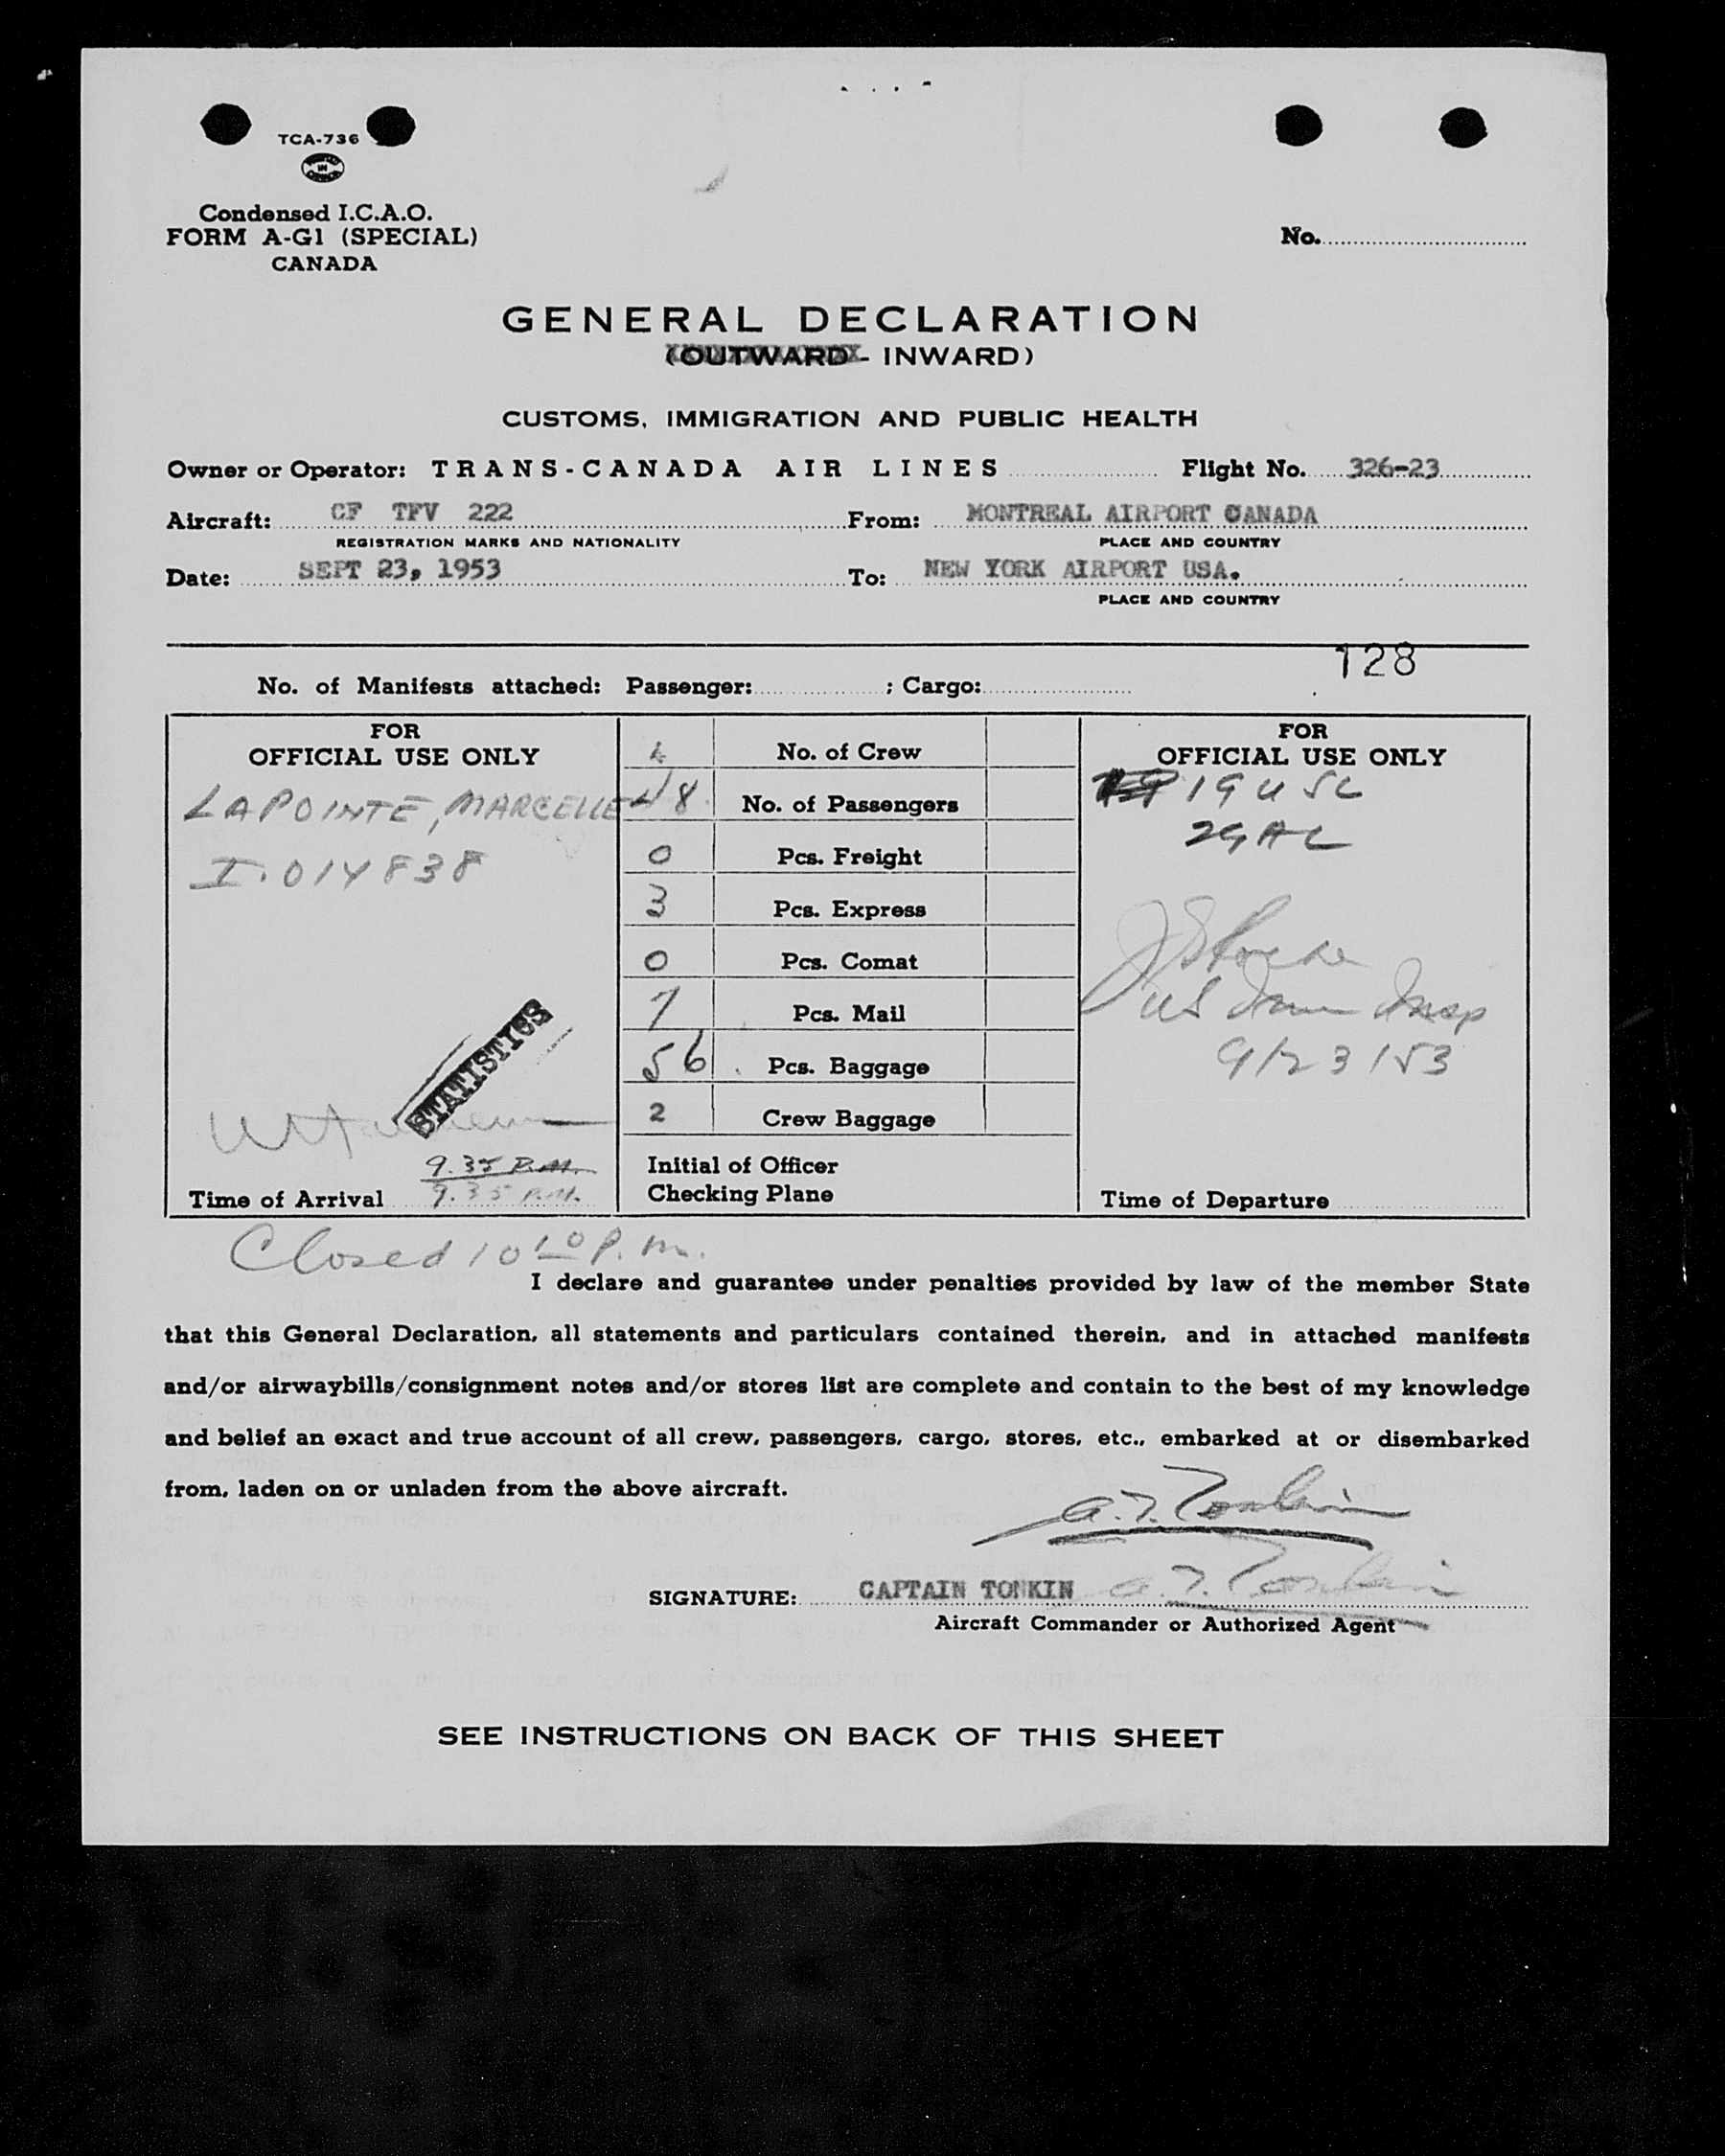 TCA-736
Condensed I.C.A.O.
FORM A-G1 (SPECIAL)
CANADA
No.
GENERAL DECLARATION
(OUTWARD - INWARD)
CUSTOMS, IMMIGRATION AND PUBLIC HEALTH
Owner or Operator: TRANS-CANADA AIR LINES Flight No. 326-23
Aircraft: CF TFV 222 From: MONTREAL AIRPORT CANADA
REGISTRATION MARKS AND NATIONALITY PLACE AND COUNTRY
Date: SEPT 23, 1953 To: NEW YORK AIRPORT USA.
PLACE AND COUNTRY
128
No. of Manifests attached: Passenger: ; Cargo:
FOR
OFFICIAL USE ONLY
LAPOINTE, MARCELLE
I.014838
STATISTICS
9.35 P.M.
Time of Arrival 9.35 P.M.
No. of Crew
48 No. of Passengers
0 Pcs. Freight
3 Pcs. Express
0 Pcs. Comat
7 Pcs. Mail
56 Pcs. Baggage
2 Crew Baggage
Initial of Officer
Checking Plane
FOR
OFFICIAL USE ONLY
19 USC
29 AL
US Imm Insp
9/23/53
Time of Departure
Closed 10 10 P.m.
I declare and guarantee under penalties provided by law of the member State
that this General Declaration, all statements and particulars contained therein, and in attached manifests
and/or airwaybills/consignment notes and/or stores list are complete and contain to the best of my knowledge
and belief an exact and true account of all crew, passengers, cargo, stores, etc., embarked at or disembarked
from, laden on or unladen from the above aircraft.
A.T. Tonkin
SIGNATURE: CAPTAIN TONKIN A.T. Tonkin
Aircraft Commander or Authorized Agent
SEE INSTRUCTIONS ON BACK OF THIS SHEET